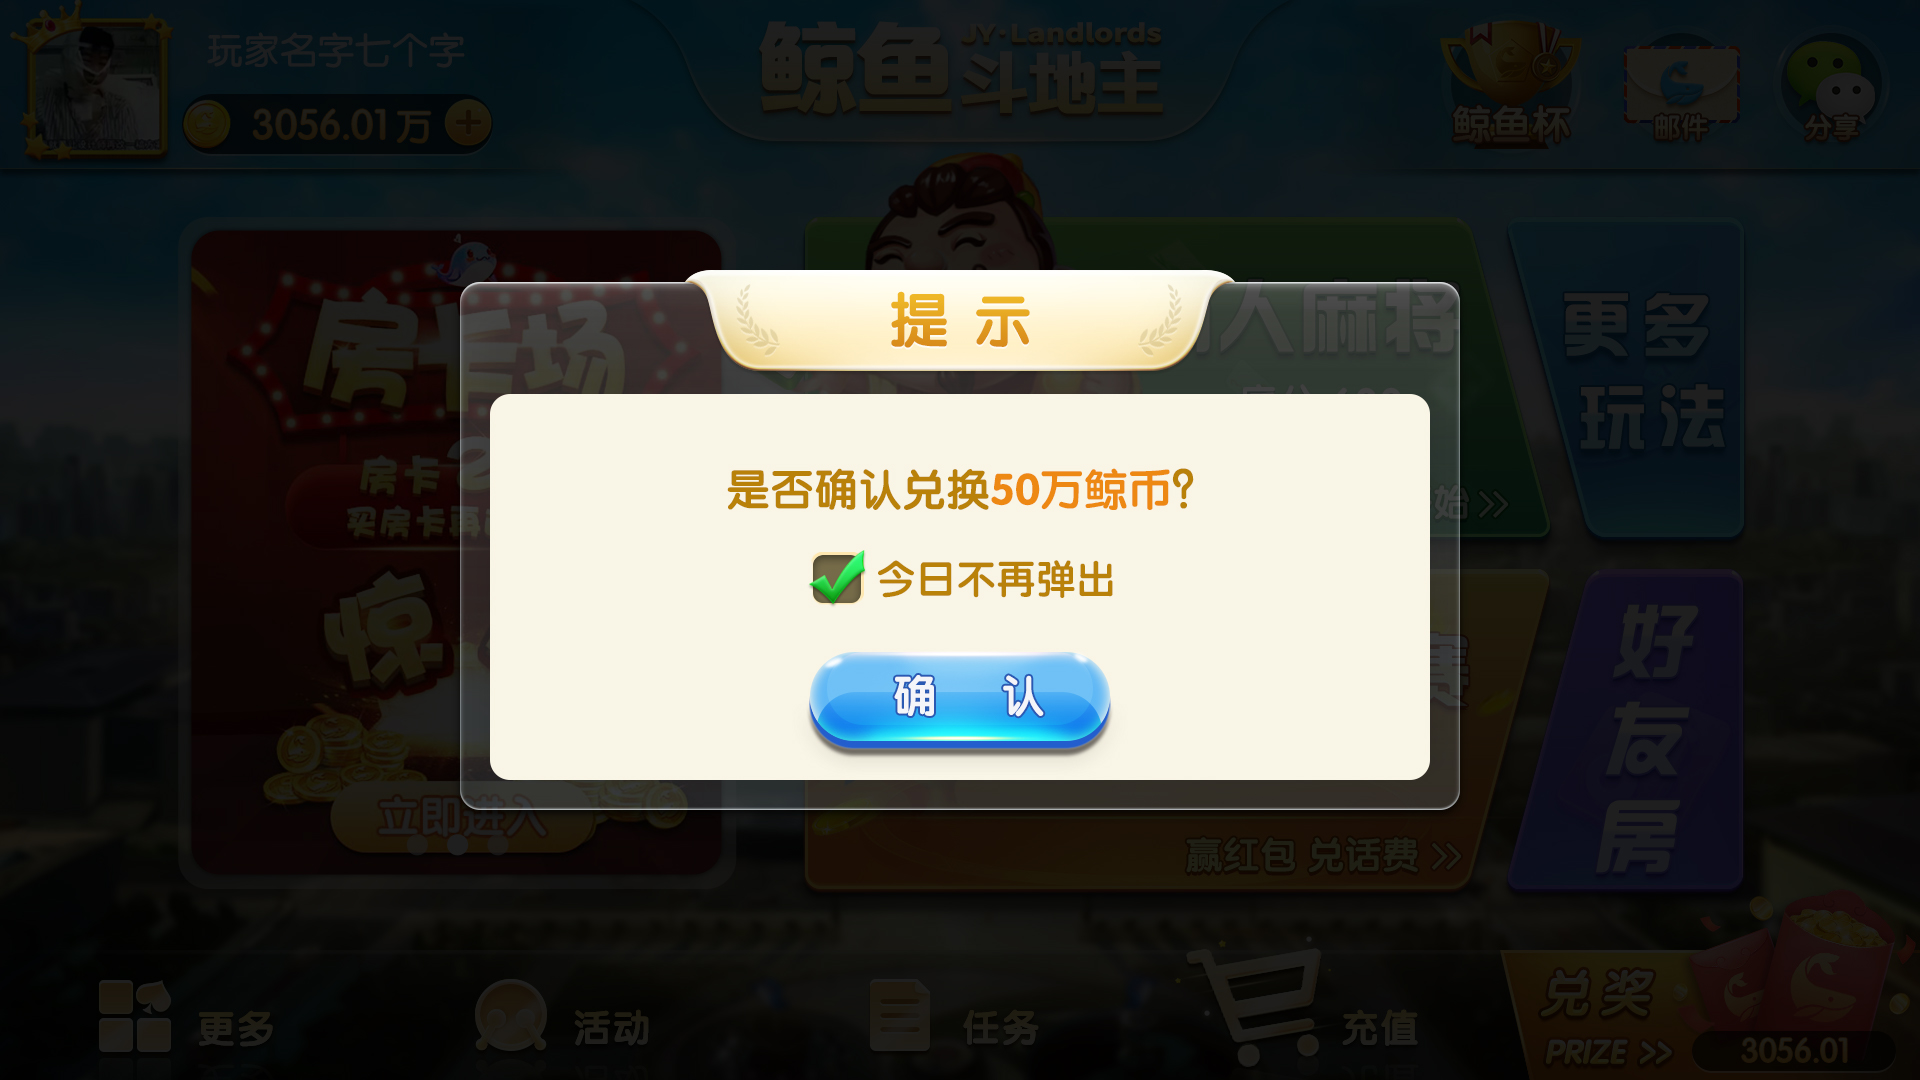 玩家名字七个字
3056.01万
鲸鱼斗地主
JY·Landlords
鲸鱼杯
邮件
分享
房卡场
房卡
买房卡再
惊
立即进入
人麻将
始
更多
玩法
提示
是否确认兑换50万鲸币?
今日不再弹出
确认
赛
赢红包 兑话费
好友房
更多
活动
任务
充值
兑奖
PRIZE >>
3056.01